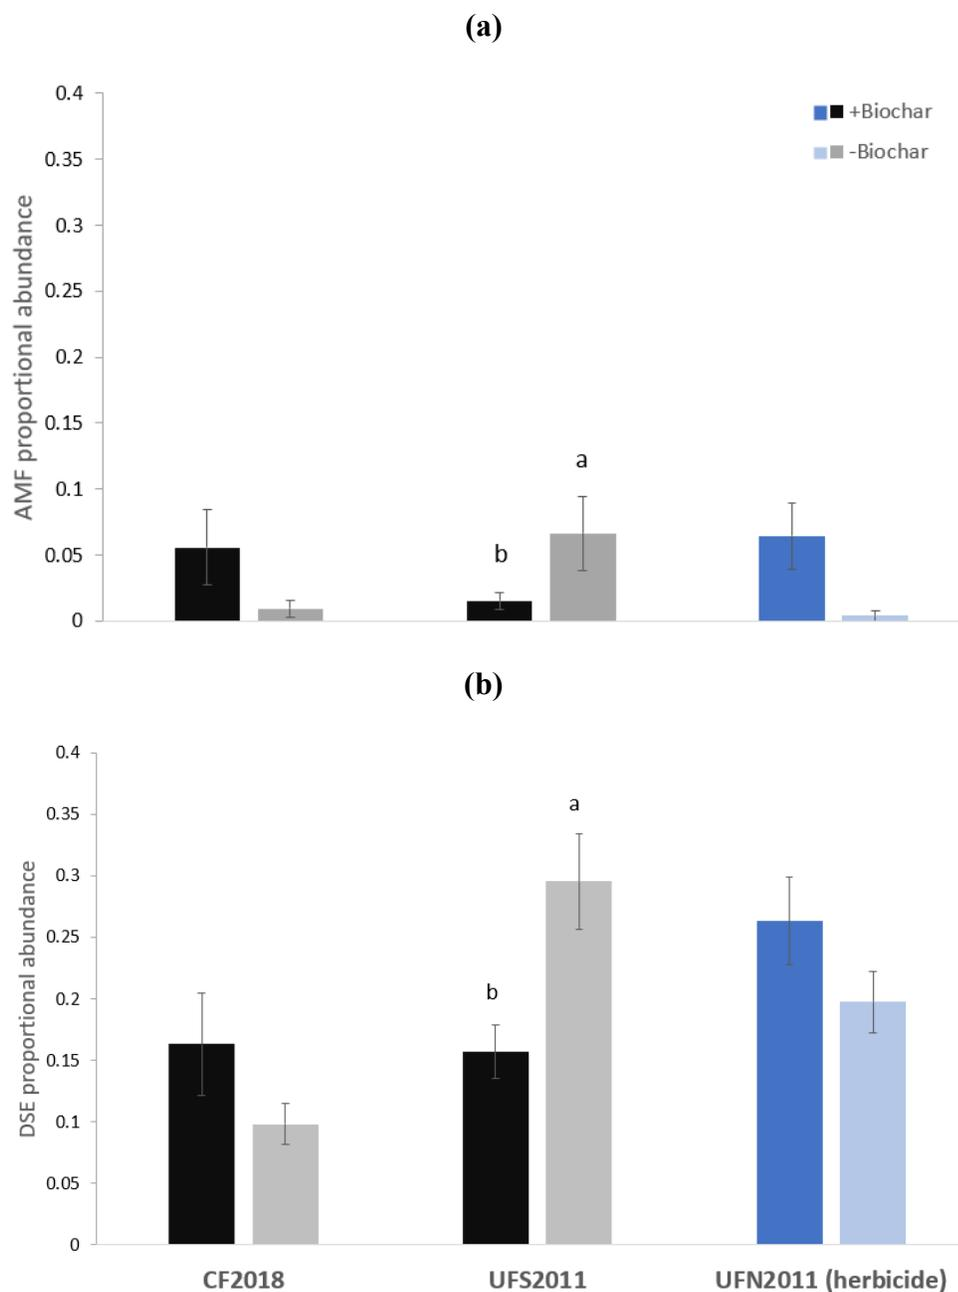 (a)
0.4
+Biochar
0.35
-Biochar
0.3
0.25
0.2
0.15
0.1
0.05
0
AMF proportional abundance
a
b
(b)
0.4
0.35
0.3
0.25
0.2
0.15
0.1
0.05
0
DSE proportional abundance
a
b
CF2018 UFS2011 UFN2011 (herbicide)